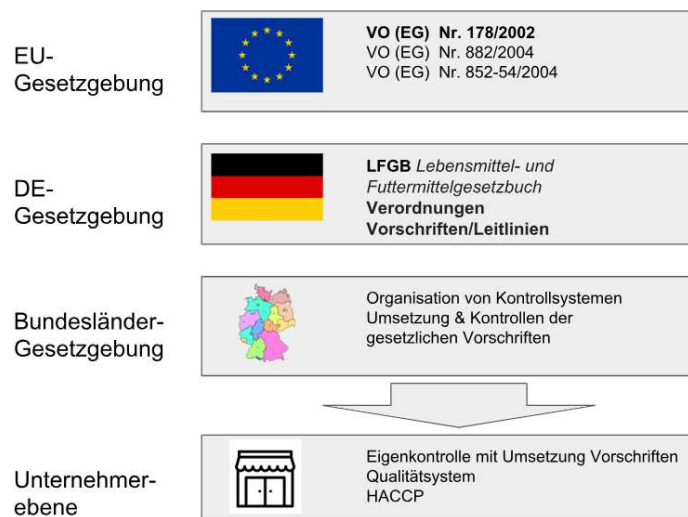 EU-
Gesetzgebung
VO (EG) Nr. 178/2002
VO (EG) Nr. 882/2004
VO (EG) Nr. 852-54/2004
DE-
Gesetzgebung
LFGB Lebensmittel- und
Futtermittelgesetzbuch
Verordnungen
Vorschriften/Leitlinien
Bundesländer-
Gesetzgebung
Organisation von Kontrollsystemen
Umsetzung & Kontrollen der
gesetzlichen Vorschriften
Unternehmer-
ebene
Eigenkontrolle mit Umsetzung Vorschriften
Qualitätsystem
HACCP